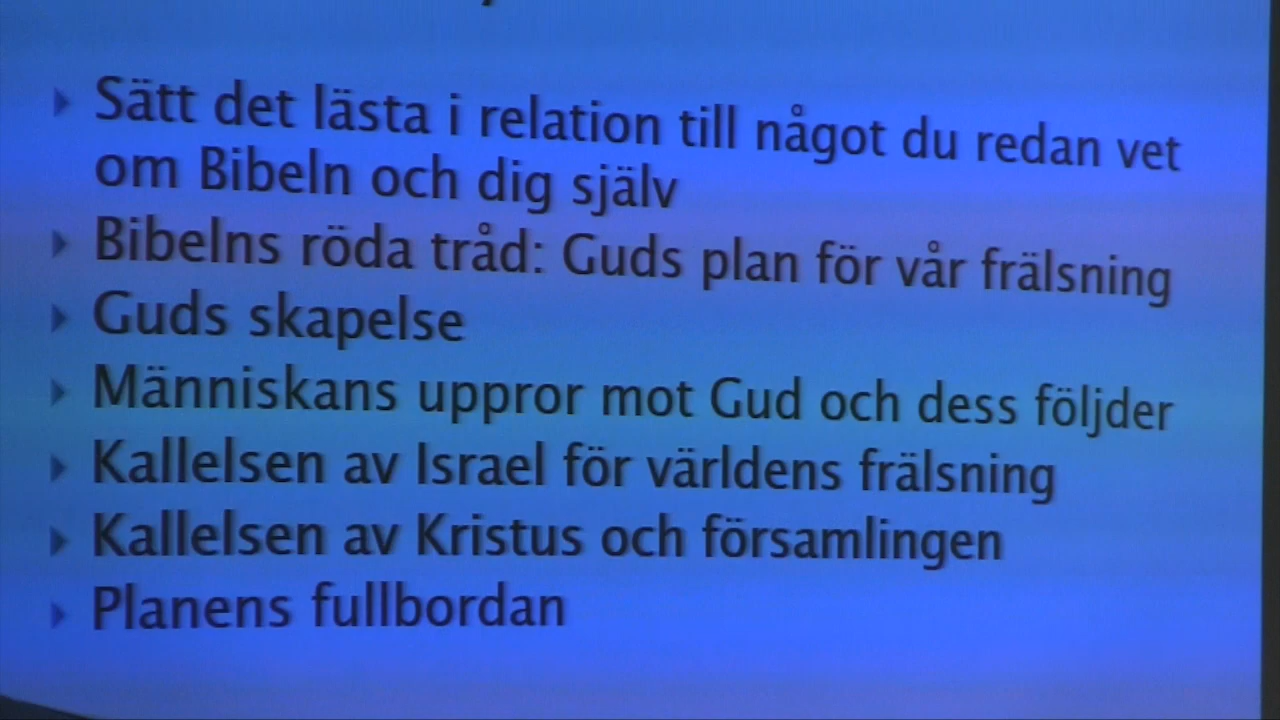 Sätt det lästa i relation till något du redan vet
om Bibeln och dig själv
Bibelns röda tråd: Guds plan för vår frälsning
Guds skapelse
Människans uppror mot Gud och dess följder
Kallelsen av Israel för världens frälsning
Kallelsen av Kristus och församlingen
Planens fullbordan